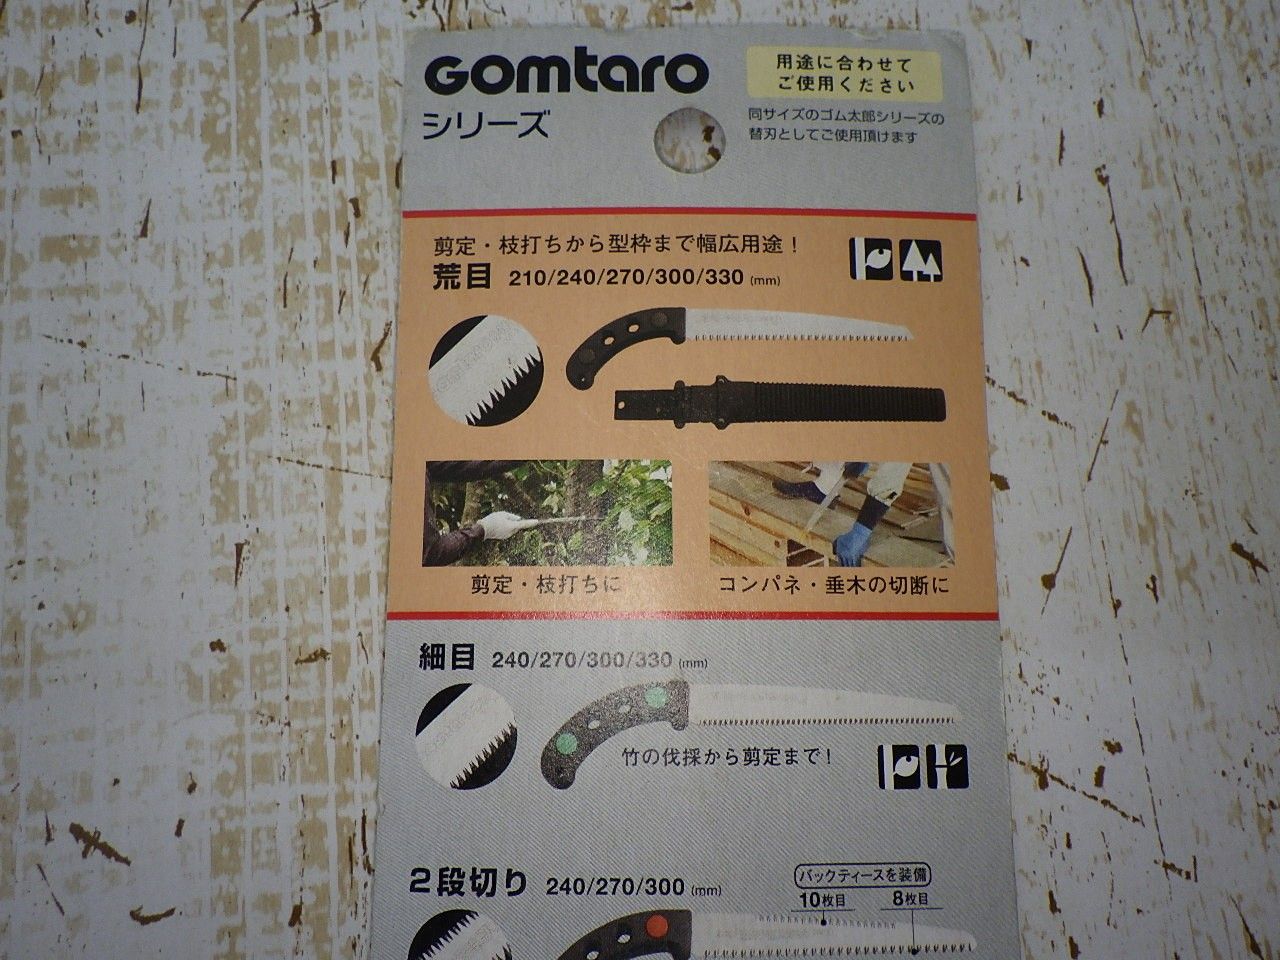 Gomtaro
シリーズ
用途に合わせて
ご使用ください
同サイズのゴム太郎シリーズの
替刃としてご使用頂けます
剪定・枝打ちから型枠まで幅広用途！
荒目 210/240/270/300/330 (mm)
剪定・枝打ちに
コンパネ・垂木の切断に
細目 240/270/300/330 (mm)
竹の伐採から剪定まで！
2段切り 240/270/300 (mm)
バックティースを装備
10枚目 8枚目